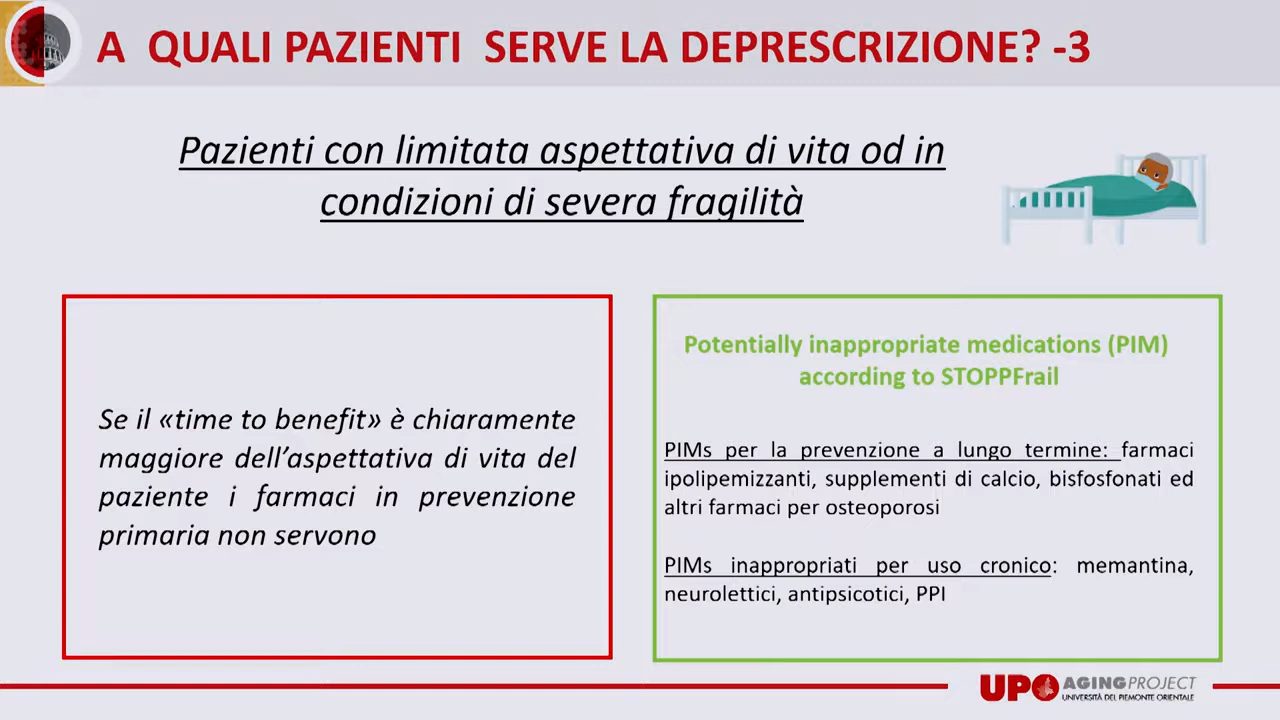 A QUALI PAZIENTI SERVE LA DEPRESCRIZIONE? -3
Pazienti con limitata aspettativa di vita od in
condizioni di severa fragilità
Se il «time to benefit» è chiaramente
maggiore dell’aspettativa di vita del
paziente i farmaci in prevenzione
primaria non servono
Potentially inappropriate medications (PIM)
according to STOPPFrail
PIMs per la prevenzione a lungo termine: farmaci
ipolipemizzanti, supplementi di calcio, bisfosfonati ed
altri farmaci per osteoporosi
PIMs inappropriati per uso cronico: memantina,
neurolettici, antipsicotici, PPI
UPO AGINGPROJECT
UNIVERSITÀ DEL PIEMONTE ORIENTALE